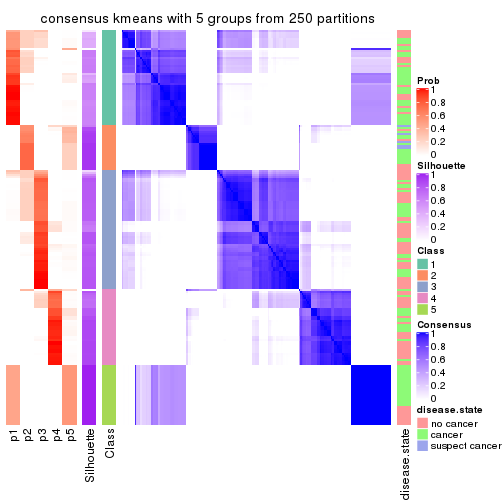 consensus kmeans with 5 groups from 250 partitions
p1
p2
p3
p4
p5
Silhouette
Class
disease.state
Prob
1
0.8
0.6
0.4
0.2
0
Silhouette
1
0.8
0.6
0.4
0.2
0
Class
1
2
3
4
5
Consensus
1
0.8
0.6
0.4
0.2
0
disease.state
no cancer
cancer
suspect cancer